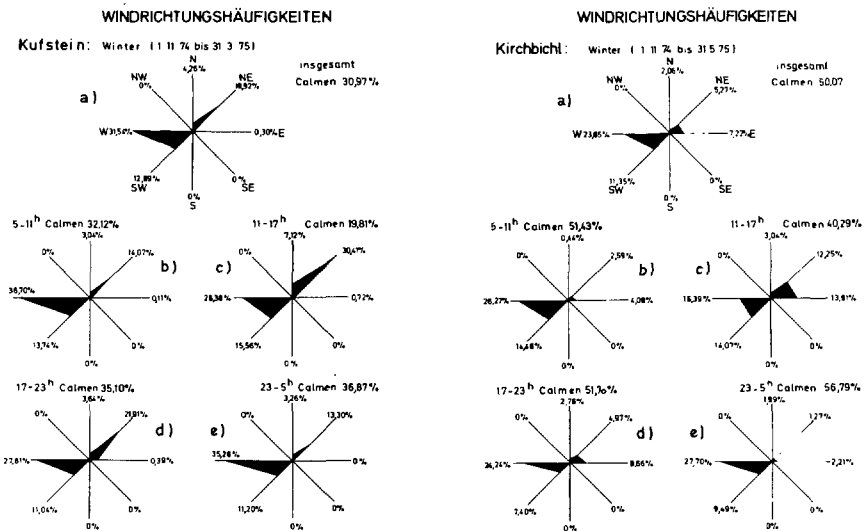 WINDRICHTUNGSHÄUFIGKEITEN
Kufstein: Winter (1 11 74 bis 31 3 75)
insgesamt
Calmen 30,97%
a)
N
4,26%
NW
0%
NE
18,92%
W 31,54%
0,30% E
12,89%
SW
0%
SE
0%
S
5-11h Calmen 32,12%
3,04%
0%
14,07%
b)
36,70%
0,11%
13,74%
0%
0%
11-17h Calmen 19,81%
7,12%
0%
30,47%
c)
26,38%
0,72%
15,56%
0%
0%
17-23h Calmen 35,10%
3,64%
0%
21,91%
d)
27,81%
0,39%
11,04%
0%
0%
23-5h Calmen 36,87%
3,26%
0%
13,30%
e)
35,28%
0%
11,20%
0%
0%
WINDRICHTUNGSHÄUFIGKEITEN
Kirchbichl: Winter (1 11 74 bis 31 5 75)
insgesamt
Calmen 50,07
a)
N
2,06%
NW
0%
NE
5,27%
W 23,85%
7,27% E
11,35%
SW
0%
SE
0%
S
5-11h Calmen 51,43%
0,44%
0%
2,59%
b)
26,27%
4,08%
14,48%
0%
0%
11-17h Calmen 40,29%
3,04%
0%
12,25%
c)
16,39%
13,91%
14,07%
0%
0%
17-23h Calmen 51,70%
2,78%
0%
4,97%
d)
24,24%
8,66%
7,40%
0%
0%
23-5h Calmen 56,79%
1,99%
0%
1,27%
e)
27,70%
2,21%
9,49%
0%
0%